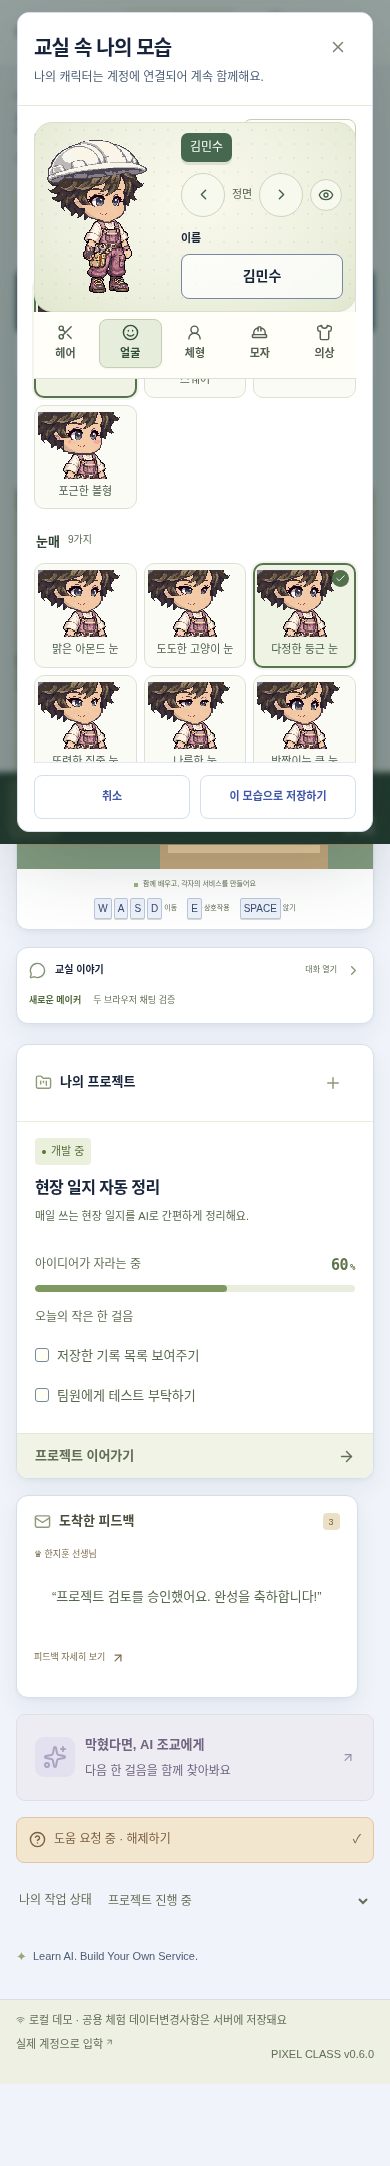 교실 속 나의 모습
나의 캐릭터는 계정에 연결되어 계속 함께해요.
김민수
정면
이름
김민수
헤어
얼굴
체형
모자
의상
포근한 볼형
눈매 9가지
맑은 아몬드 눈
도도한 고양이 눈
다정한 둥근 눈
또렷한 집중 눈
나른한 눈
반짝이는 큰 눈
취소
이 모습으로 저장하기
함께 배우고, 각자의 서비스를 만들어요
W A S D 이동 E 상호작용 SPACE 앉기
교실 이야기
대화 열기
새로운 메이커 두 브라우저 채팅 검증
나의 프로젝트
개발 중
현장 일지 자동 정리
매일 쓰는 현장 일지를 AI로 간편하게 정리해요.
아이디어가 자라는 중 60%
오늘의 작은 한 걸음
저장한 기록 목록 보여주기
팀원에게 테스트 부탁하기
프로젝트 이어가기
도착한 피드백 3
한지훈 선생님
“프로젝트 검토를 승인했어요. 완성을 축하합니다!”
피드백 자세히 보기
막혔다면, AI 조교에게
다음 한 걸음을 함께 찾아봐요
도움 요청 중 · 해제하기
나의 작업 상태 프로젝트 진행 중
Learn AI. Build Your Own Service.
로컬 데모 · 공용 체험 데이터변경사항은 서버에 저장돼요
실제 계정으로 입학
PIXEL CLASS v0.6.0